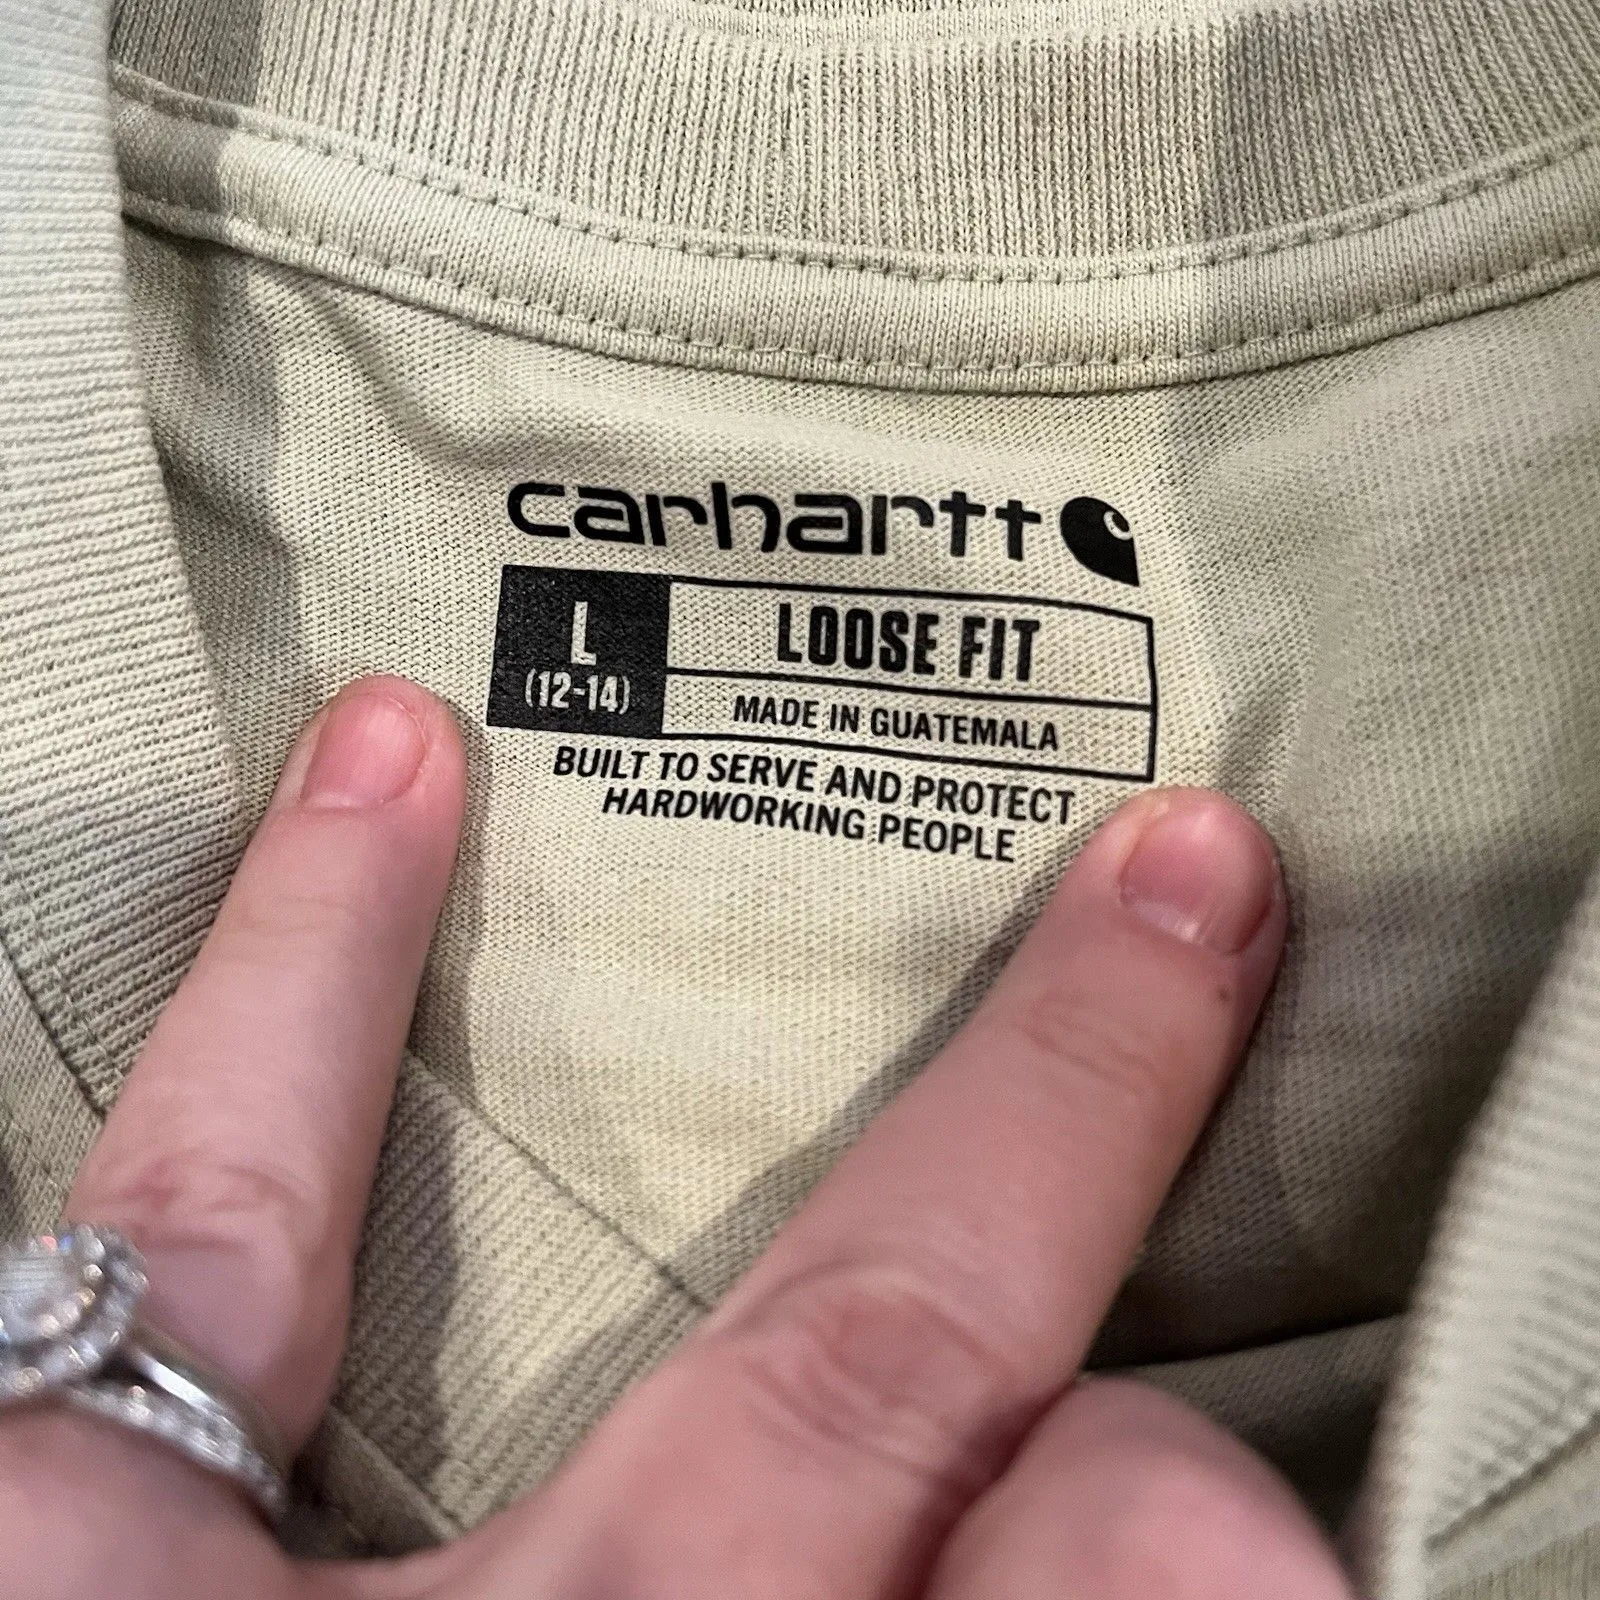 carhartt
L
(12-14)
LOOSE FIT
MADE IN GUATEMALA
BUILT TO SERVE AND PROTECT
HARDWORKING PEOPLE